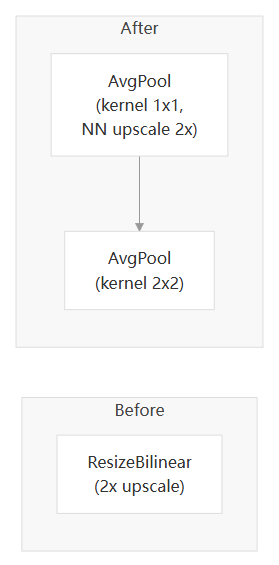 After
AvgPool
(kernel 1x1,
NN upscale 2x)
AvgPool
(kernel 2x2)
Before
ResizeBilinear
(2x upscale)